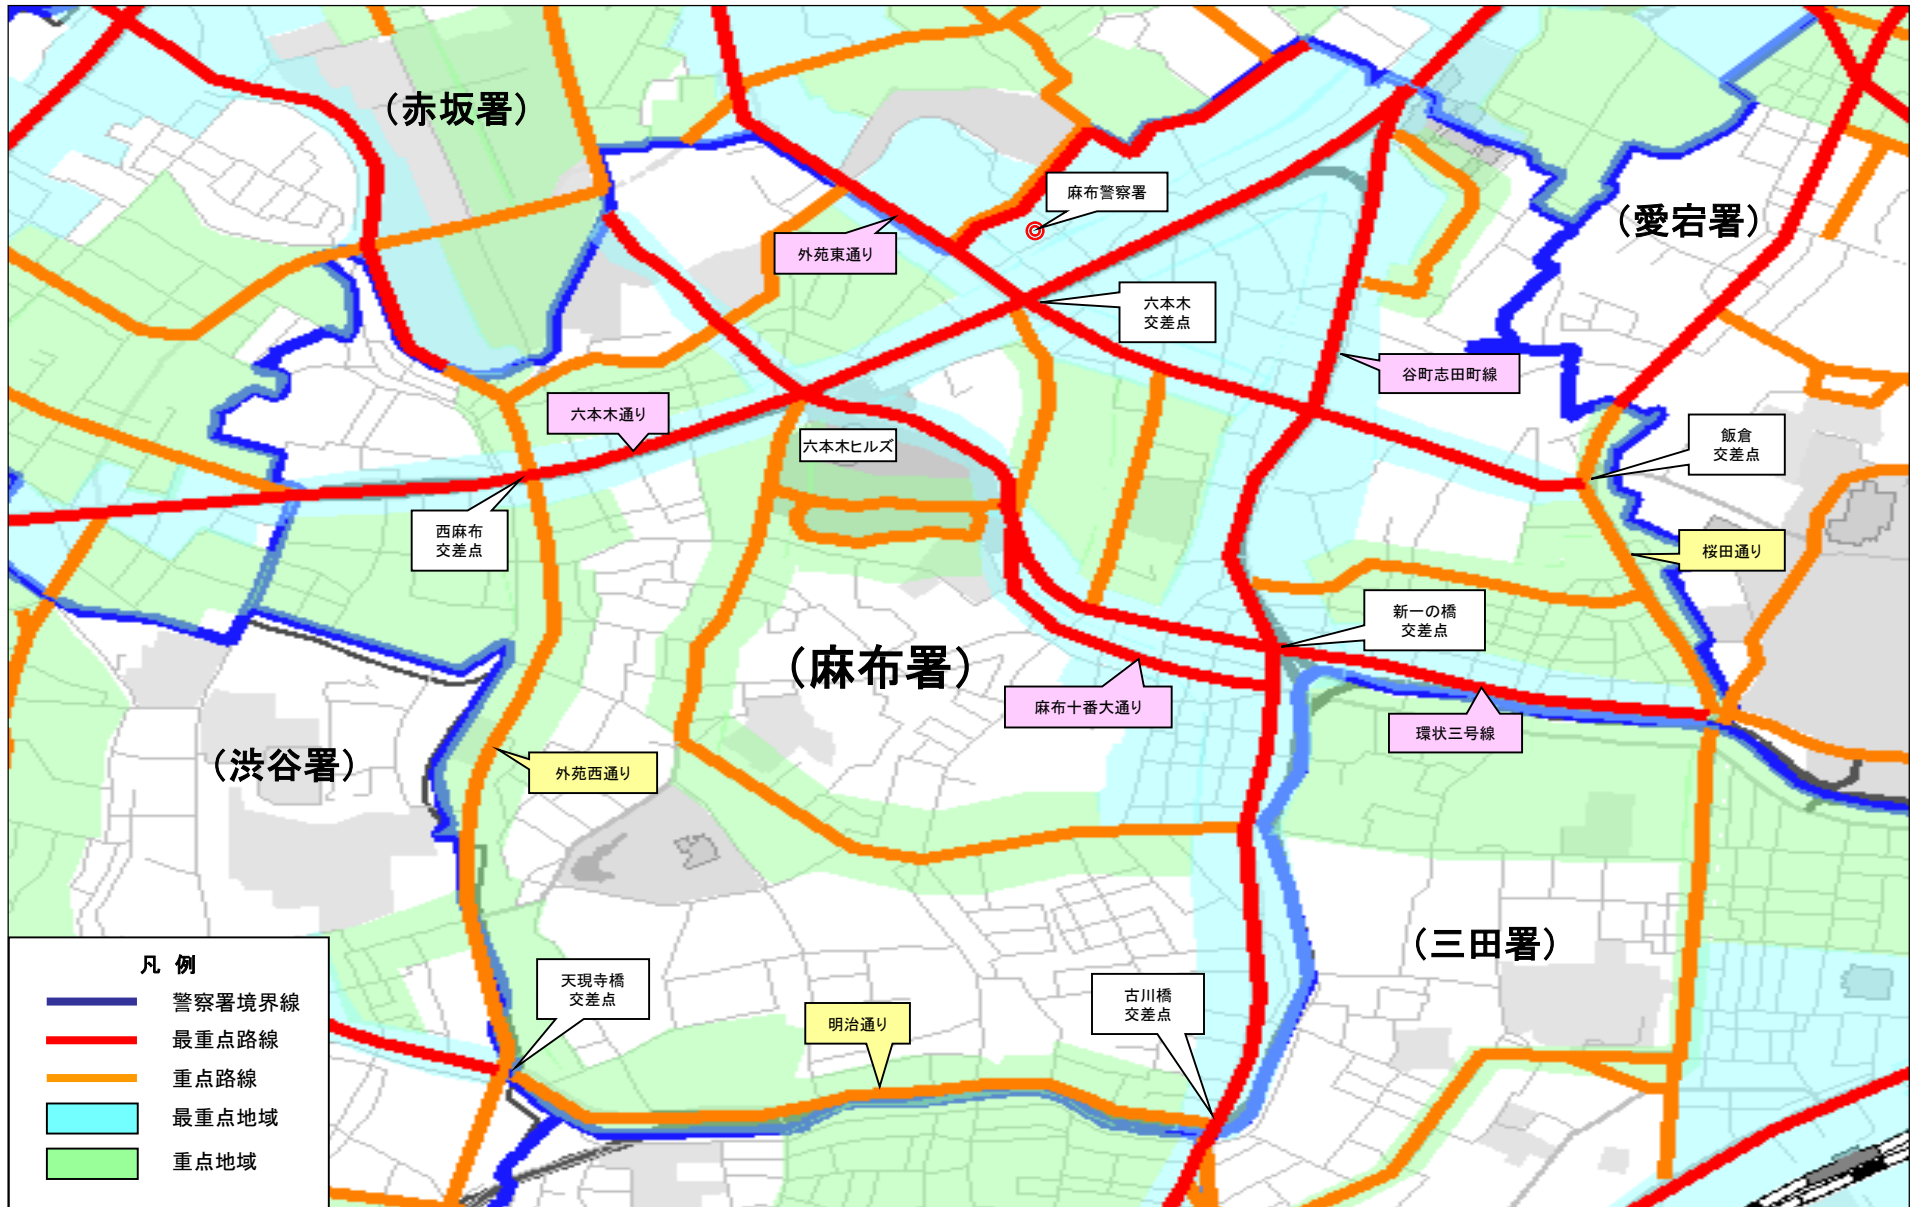 （赤坂署）
麻布警察署
（愛宕署）
外苑東通り
六本木
交差点
谷町志田町線
六本木通り
六本木ヒルズ
飯倉
交差点
西麻布
交差点
桜田通り
新一の橋
交差点
（麻布署）
麻布十番大通り
環状三号線
（渋谷署）
外苑西通り
（三田署）
天現寺橋
交差点
古川橋
交差点
明治通り
凡 例
警察署境界線
最重点路線
重点路線
最重点地域
重点地域